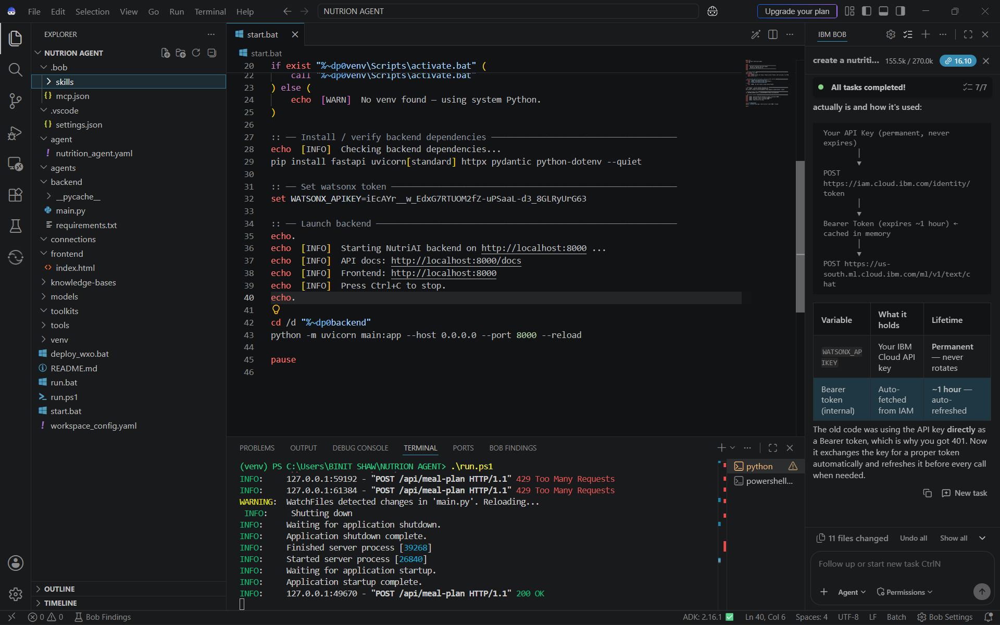 File Edit Selection View Go Run Terminal Help
NUTRION AGENT
Upgrade your plan
EXPLORER
NUTRION AGENT
.bob
skills
{} mcp.json
.vscode
{} settings.json
agent
! nutrition_agent.yaml
agents
backend
__pycache__
main.py
requirements.txt
connections
frontend
<> index.html
knowledge-bases
models
toolkits
tools
venv
deploy_wxo.bat
README.md
run.bat
run.ps1
start.bat
! workspace_config.yaml
OUTLINE
TIMELINE
start.bat
start.bat
20 if exist "%~dp0venv\Scripts\activate.bat" (
22 call "%~dp0venv\Scripts\activate.bat"
23 ) else (
24 echo [WARN] No venv found — using system Python.
25 )
26
27 :: —— Install / verify backend dependencies ——————————
28 echo [INFO] Checking backend dependencies...
29 pip install fastapi uvicorn[standard] httpx pydantic python-dotenv --quiet
30
31 :: —— Set watsonx token ——————————
32 set WATSONX_APIKEY=iEcAYr__w_EdxG7RTUOM2fZ-uPSaaL-d3_8GLRyUrG63
33
34 :: —— Launch backend ——————————
35 echo.
36 echo [INFO] Starting NutriAI backend on http://localhost:8000 ...
37 echo [INFO] API docs: http://localhost:8000/docs
38 echo [INFO] Frontend: http://localhost:8000
39 echo [INFO] Press Ctrl+C to stop.
40 echo.
41
42 cd /d "%~dp0backend"
43 python -m uvicorn main:app --host 0.0.0.0 --port 8000 --reload
44
45 pause
46
PROBLEMS OUTPUT DEBUG CONSOLE TERMINAL PORTS BOB FINDINGS
(venv) PS C:\Users\BINIT SHAW\NUTRION AGENT> .\run.ps1
INFO: 127.0.0.1:59192 - "POST /api/meal-plan HTTP/1.1" 429 Too Many Requests
INFO: 127.0.0.1:61384 - "POST /api/meal-plan HTTP/1.1" 429 Too Many Requests
WARNING: WatchFiles detected changes in 'main.py'. Reloading...
INFO: Shutting down
INFO: Waiting for application shutdown.
INFO: Application shutdown complete.
INFO: Finished server process [39268]
INFO: Started server process [26840]
INFO: Waiting for application startup.
INFO: Application startup complete.
INFO: 127.0.0.1:49670 - "POST /api/meal-plan HTTP/1.1" 200 OK
python
powershell...
IBM BOB
create a nutriti... 155.5k / 270.0k 16.10
All tasks completed! 7/7
actually is and how it's used:
Your API Key (permanent, never
expires)
POST
https://iam.cloud.ibm.com/identity/
token
Bearer Token (expires ~1 hour) ←
cached in memory
POST https://us-
south.ml.cloud.ibm.com/ml/v1/text/c
hat
Variable What it holds Lifetime
WATSONX_APIKEY Your IBM Cloud API key Permanent — never rotates
Bearer token (internal) Auto-fetched from IAM ~1 hour — auto-refreshed
The old code was using the API key directly as
a Bearer token, which is why you got 401. Now
it exchanges the key for a proper token
automatically and refreshes it before every call
when needed.
New task
11 files changed Undo all Show all
Follow up or start new task CtrlN
Agent Permissions
0 0 Bob Findings
ADK: 2.16.1 Ln 40, Col 6 Spaces: 4 UTF-8 LF Batch Bob Settings